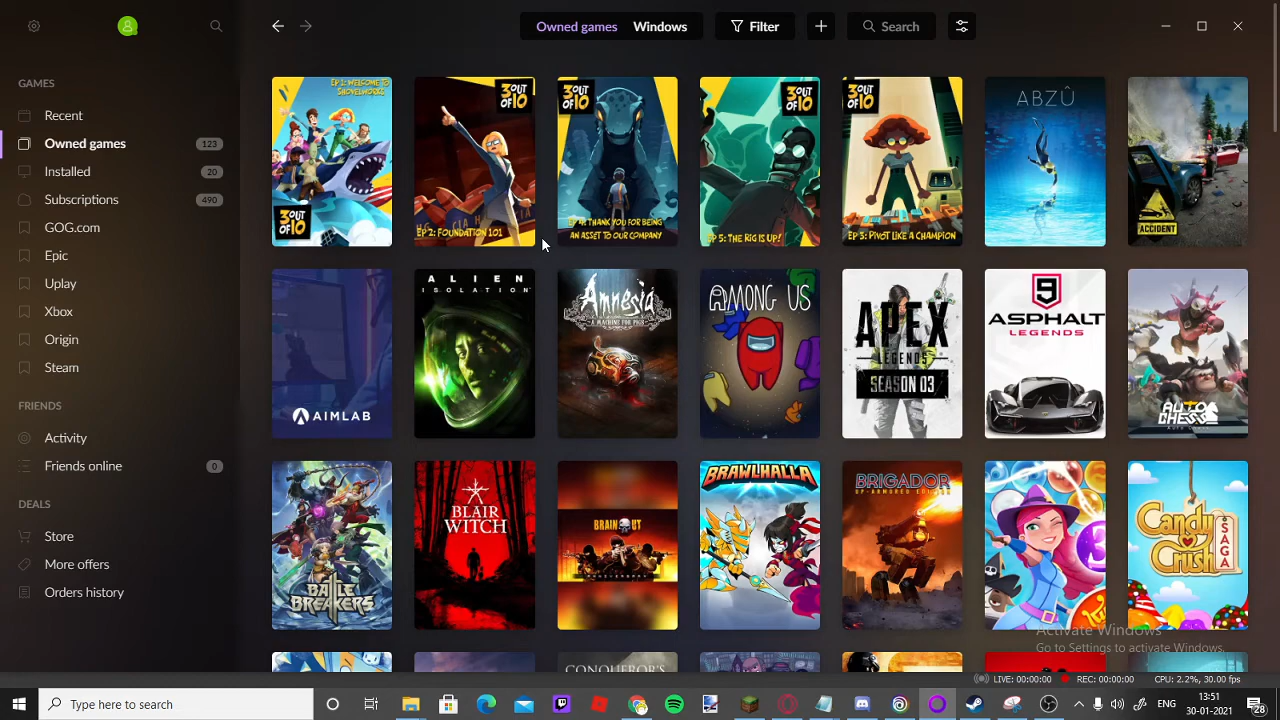 Owned games Windows Filter + Search
GAMES
Recent
Owned games 123
Installed 20
Subscriptions 490
GOG.com
Epic
Uplay
Xbox
Origin
Steam
FRIENDS
Activity
Friends online 0
DEALS
Store
More offers
Orders history
EP 1: WELCOME TO
SHOVELWORKS
3 OUT
OF 10
3 OUT
OF 10
EP 2: FOUNDATION 101
3 OUT
OF 10
EP 4: THANK YOU FOR BEING
AN ASSET TO OUR COMPANY
3 OUT
OF 10
EP 5: THE RIG IS UP!
3 OUT
OF 10
EP 3: PIVOT LIKE A CHAMPION
ABZÛ
ACCIDENT
AIMLAB
ALIEN
ISOLATION
Amnesia
A MACHINE FOR PIGS
AMONG US
APEX
LEGENDS
SEASON 03
9
ASPHALT
LEGENDS
AUTO
CHESS
BATTLE
BREAKERS
BLAIR
WITCH
BRAIN OUT
BRAWLHALLA
BRIGADOR
UP-ARMORED EDITION
Candy
Crush
SAGA
CONQUEROR'S
Activate Windows
Go to Settings to activate Windows.
LIVE: 00:00:00 REC: 00:00:00 CPU: 2.2%, 30.00 fps
Type here to search
ENG
13:51
30-01-2021
28